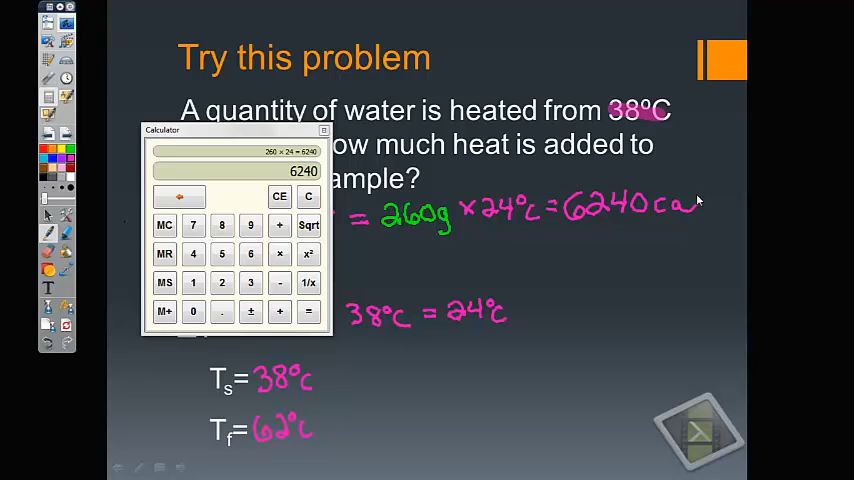 Try this problem
A quantity of water is heated from 38ºC
ow much heat is added to
ample?
= 260g × 24°C = 6240 ca
38°C = 24°C
Ts= 38°C
Tf= 62°C
Calculator
260 × 24 = 6240
6240
CE C
MC 7 8 9 + Sqrt
MR 4 5 6 × x²
MS 1 2 3 - 1/x
M+ 0 . ± + =
T